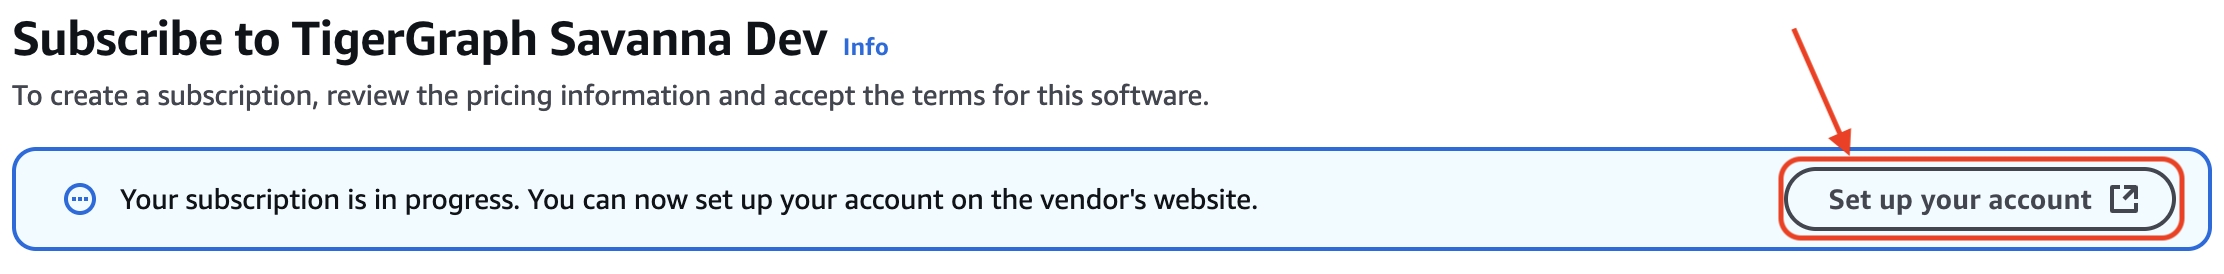 Subscribe to TigerGraph Savanna Dev Info
To create a subscription, review the pricing information and accept the terms for this software.
Your subscription is in progress. You can now set up your account on the vendor's website.
Set up your account